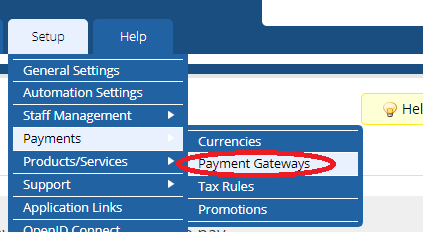 Setup
Help
General Settings
Automation Settings
Staff Management
Payments
Products/Services
Support
Application Links
OpenID Connect
Currencies
Payment Gateways
Tax Rules
Promotions
Hel